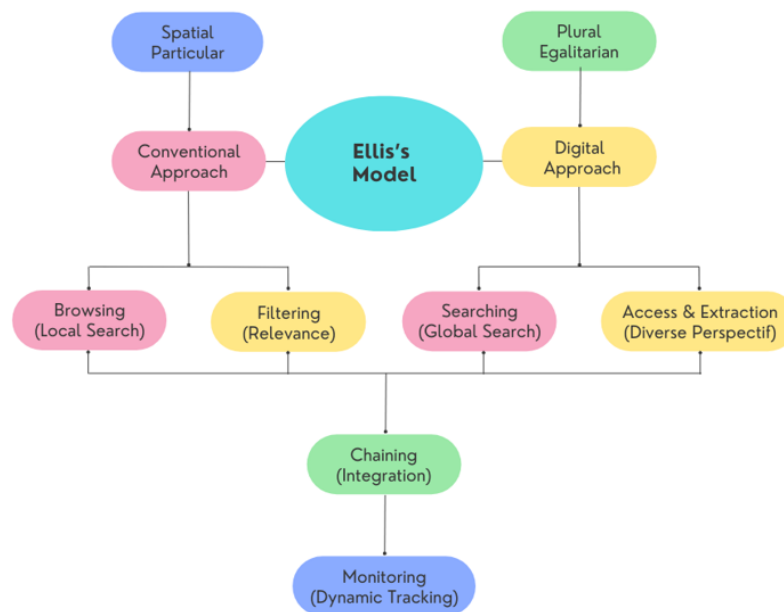 Spatial
Particular
Plural
Egalitarian
Conventional
Approach
Ellis's
Model
Digital
Approach
Browsing
(Local Search)
Filtering
(Relevance)
Searching
(Global Search)
Access & Extraction
(Diverse Perspectif)
Chaining
(Integration)
Monitoring
(Dynamic Tracking)